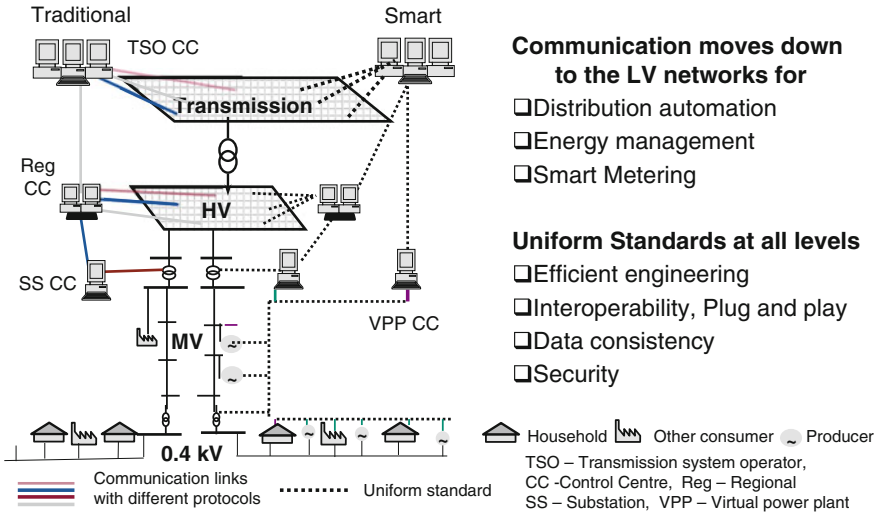 Traditional
Smart
TSO CC
Transmission
Reg
CC
HV
SS CC
VPP CC
MV
~
~
0.4 kV
~
~
~
Communication links
with different protocols
Uniform standard
Communication moves down
to the LV networks for
❑Distribution automation
❑Energy management
❑Smart Metering
Uniform Standards at all levels
❑Efficient engineering
❑Interoperability, Plug and play
❑Data consistency
❑Security
Household Other consumer ~ Producer
TSO – Transmission system operator,
CC -Control Centre, Reg – Regional
SS – Substation, VPP – Virtual power plant